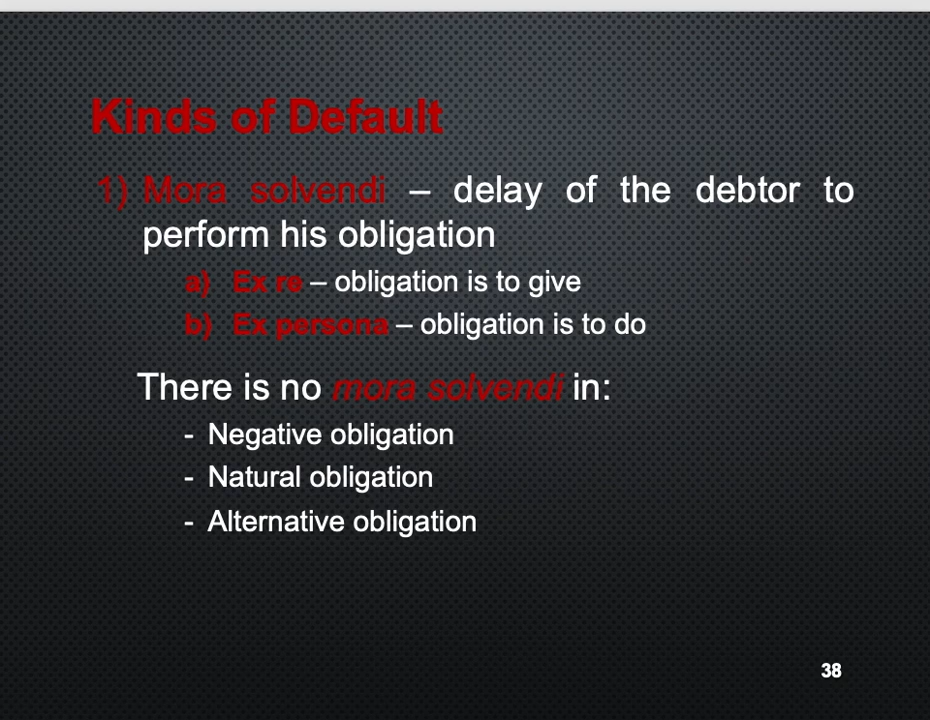 Kinds of Default
1) Mora solvendi – delay of the debtor to
perform his obligation
a) Ex re – obligation is to give
b) Ex persona – obligation is to do
There is no mora solvendi in:
- Negative obligation
- Natural obligation
- Alternative obligation
38